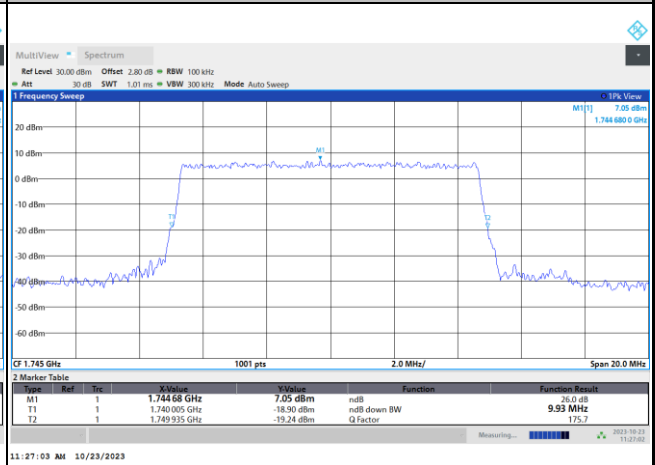 MultiView Spectrum
Ref Level 30.00 dBm Offset 2.80 dB RBW 100 kHz
Att 30 dB SWT 1.01 ms VBW 300 kHz Mode Auto Sweep
1 Frequency Sweep 1Pk View
M1[1] 7.05 dBm
1.744 680 0 GHz
20 dBm
M1
10 dBm
0 dBm
-10 dBm
T1
T2
-20 dBm
-30 dBm
-40 dBm
-50 dBm
-60 dBm
CF 1.745 GHz 1001 pts 2.0 MHz/ Span 20.0 MHz
2 Marker Table
Type Ref Trc X-Value Y-Value Function Function Result
M1 1 1.744 68 GHz 7.05 dBm ndB 26.0 dB
T1 1 1.740 005 GHz -18.90 dBm ndB down BW 9.93 MHz
T2 1 1.749 935 GHz -19.24 dBm Q Factor 175.7
Measuring... 2023-10-23
11:27:02
11:27:03 AM 10/23/2023